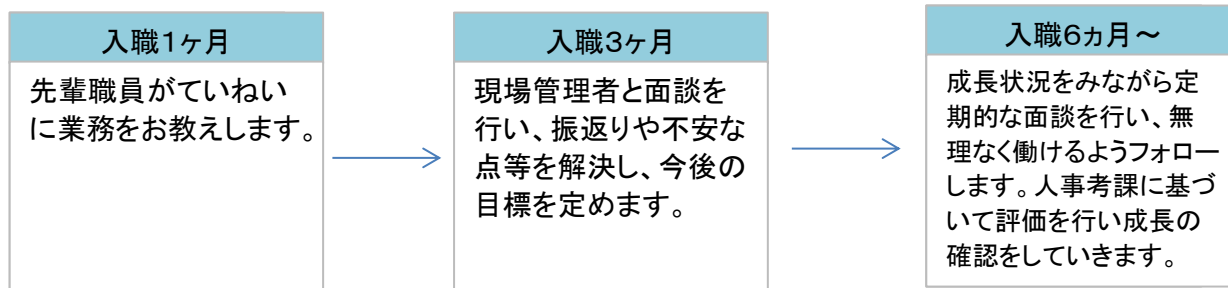 入職1ヶ月
先輩職員がていねい
に業務をお教えします。
入職3ヶ月
現場管理者と面談を
行い、振返りや不安な
点等を解決し、今後の
目標を定めます。
入職6ヵ月～
成長状況をみながら定
期的な面談を行い、無
理なく働けるようフォロー
します。人事考課に基づ
いて評価を行い成長の
確認をしていきます。